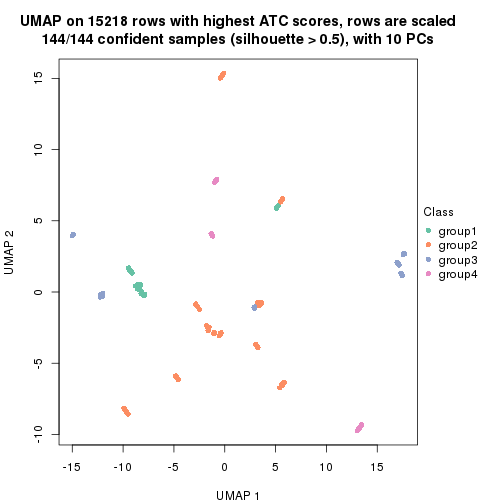 UMAP on 15218 rows with highest ATC scores, rows are scaled
144/144 confident samples (silhouette > 0.5), with 10 PCs
15
10
5
0
-5
-10
UMAP 2
-15
-10
-5
0
5
10
15
UMAP 1
Class
group1
group2
group3
group4